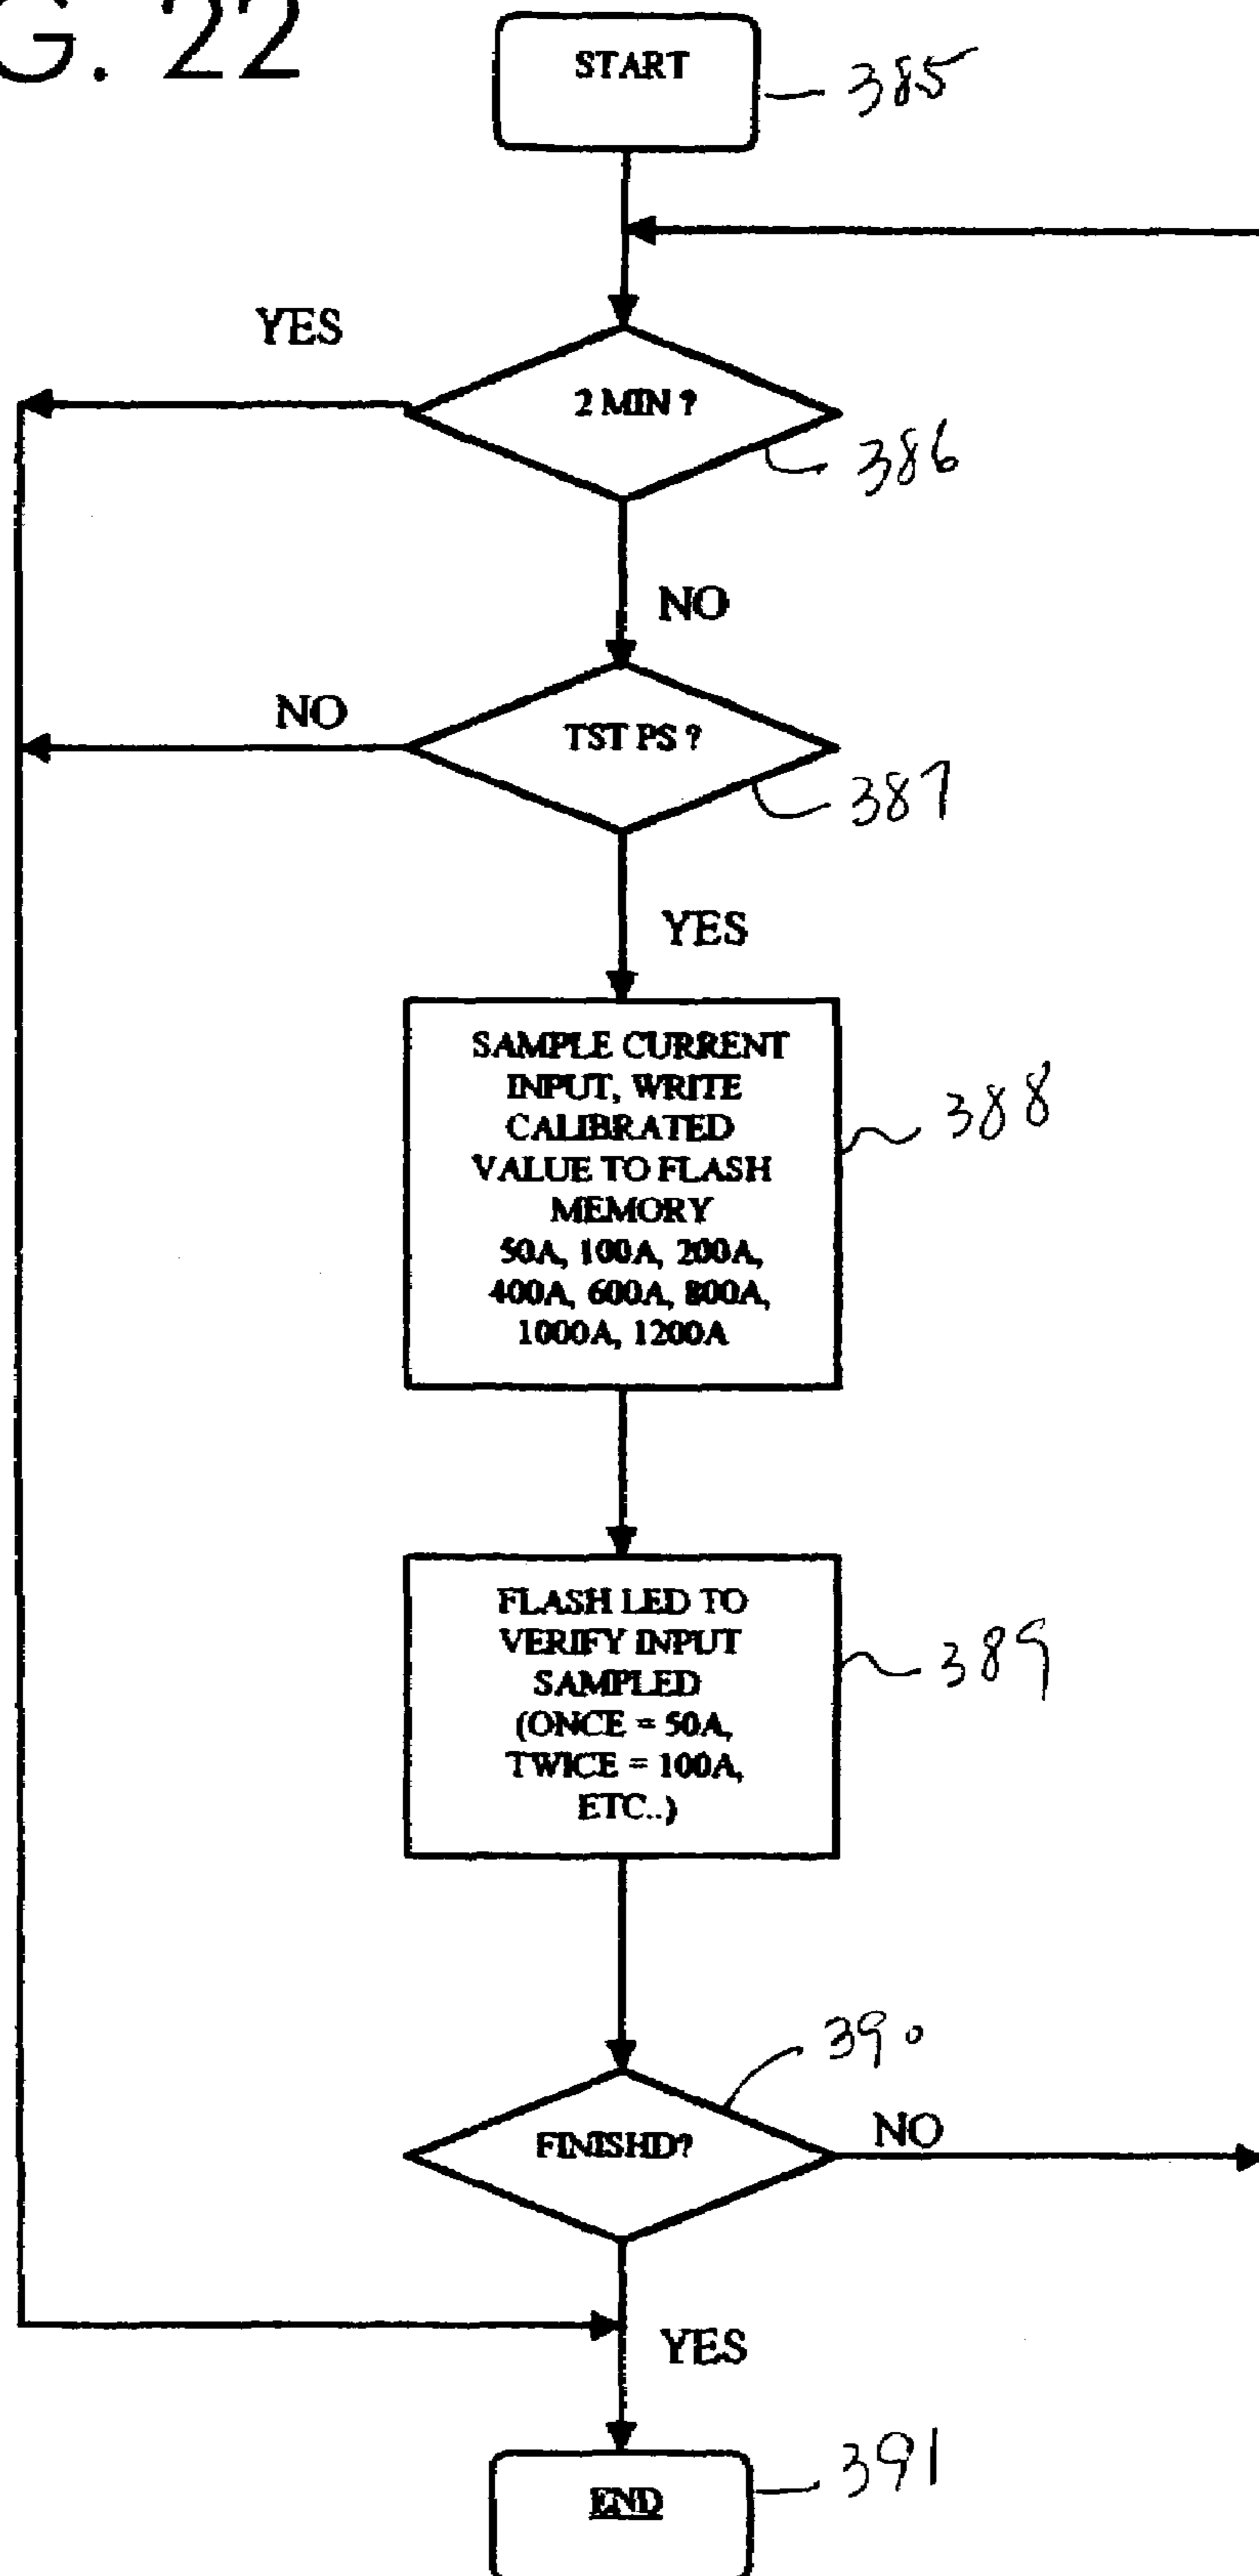 G. 22
START
385
YES
2 MIN ?
386
NO
NO
TST PS ?
387
YES
SAMPLE CURRENT
INPUT, WRITE
CALIBRATED
VALUE TO FLASH
MEMORY
50A, 100A, 200A,
400A, 600A, 800A,
1000A, 1200A
388
FLASH LED TO
VERIFY INPUT
SAMPLED
(ONCE = 50A,
TWICE = 100A,
ETC..)
389
390
FINISHD?
NO
YES
END
391